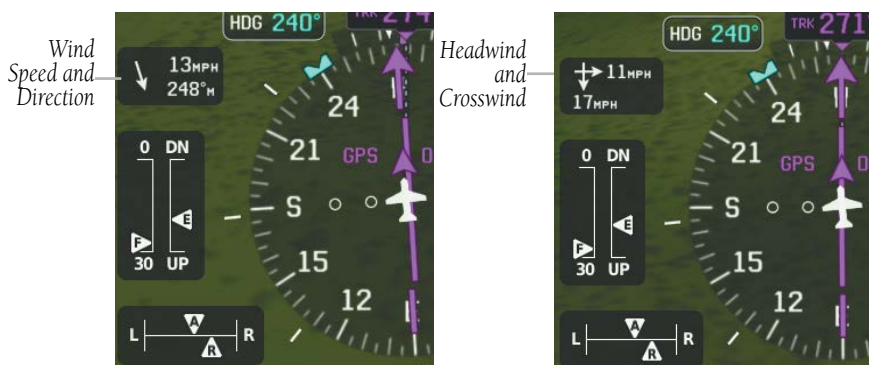 Wind
Speed and
Direction
HDG 240°
TRK 274
13MPH
248°M
24
21
GPS
S
15
12
0 DN
F
E
30 UP
L
A
R
R
Headwind
and
Crosswind
HDG 240°
TRK 271°
11MPH
17MPH
24
21
GPS
S
15
12
0 DN
F
E
30 UP
L
A
R
R